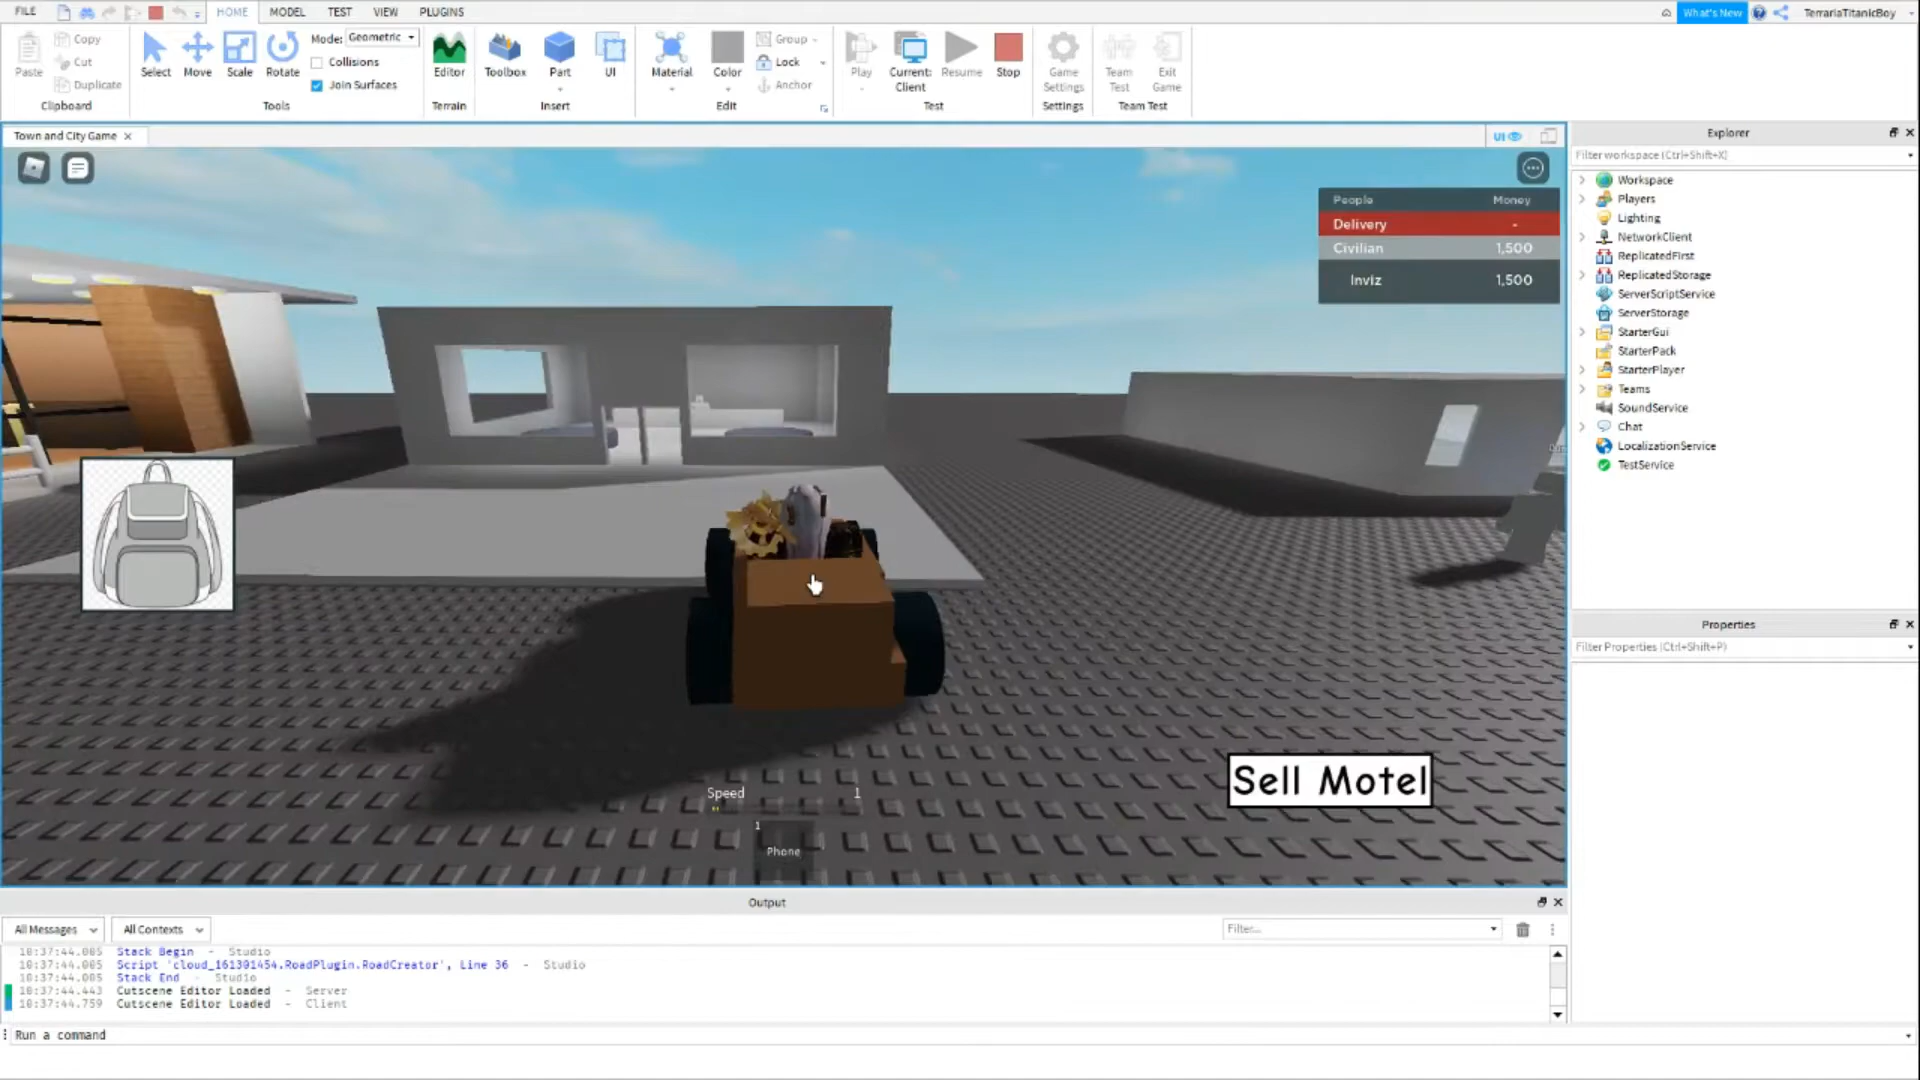 FILE HOME MODEL TEST VIEW PLUGINS What's New TerrariaTitanicBoy
Paste Copy Cut Duplicate Clipboard
Select Move Scale Rotate Mode: Geometric Collisions Join Surfaces Tools
Editor Terrain
Toolbox Part UI Insert
Material Color Group Lock Anchor Edit
Play Current: Client Resume Stop Test
Game Settings Settings
Team Test Exit Game Team Test
Town and City Game UI
People Money
Delivery -
Civilian 1,500
Inviz 1,500
Sell Motel
Speed 1
1
Phone
Explorer
Filter workspace (Ctrl+Shift+X)
Workspace
Players
Lighting
NetworkClient
ReplicatedFirst
ReplicatedStorage
ServerScriptService
ServerStorage
StarterGui
StarterPack
StarterPlayer
Teams
SoundService
Chat
LocalizationService
TestService
Properties
Filter Properties (Ctrl+Shift+P)
Output
All Messages All Contexts Filter...
10:37:44.005 Stack Begin - Studio
10:37:44.005 Script 'cloud_161301454.RoadPlugin.RoadCreator', Line 36 - Studio
10:37:44.005 Stack End - Studio
10:37:44.443 Cutscene Editor Loaded - Server
10:37:44.759 Cutscene Editor Loaded - Client
Run a command